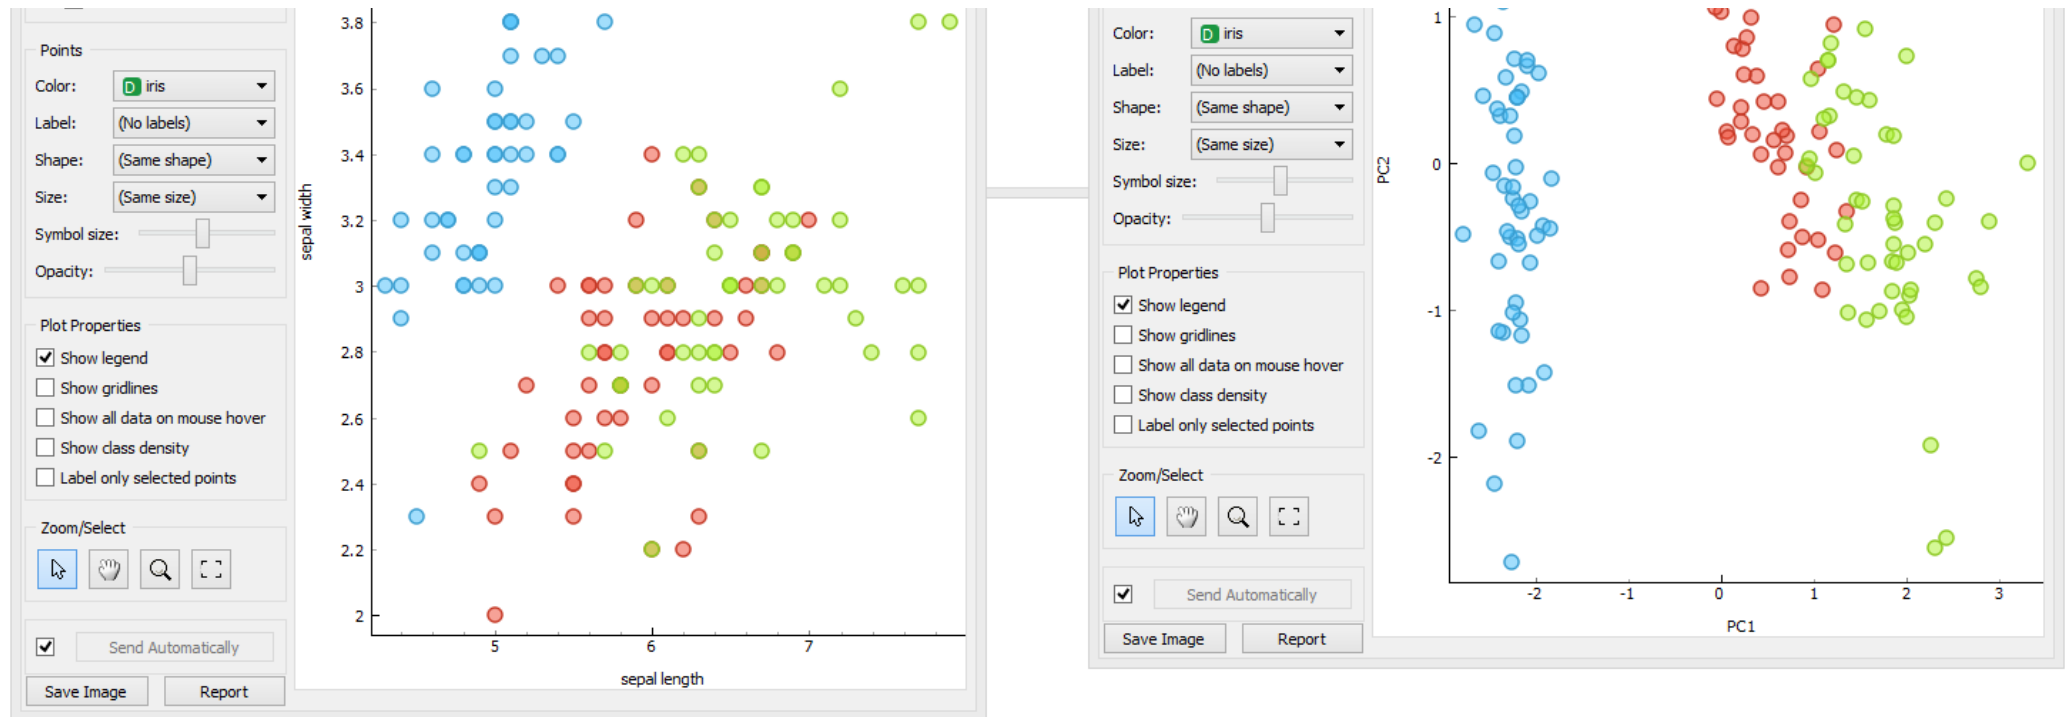 Points
Color:
D iris
Label:
(No labels)
Shape:
(Same shape)
Size:
(Same size)
Symbol size:
Opacity:
Plot Properties
Show legend
Show gridlines
Show all data on mouse hover
Show class density
Label only selected points
Zoom/Select
Send Automatically
Save Image
Report
3.8
3.6
3.4
3.2
3
2.8
2.6
2.4
2.2
2
sepal width
5
6
7
sepal length
Color:
D iris
Label:
(No labels)
Shape:
(Same shape)
Size:
(Same size)
Symbol size:
Opacity:
Plot Properties
Show legend
Show gridlines
Show all data on mouse hover
Show class density
Label only selected points
Zoom/Select
Send Automatically
Save Image
Report
1
0
-1
-2
PC2
-2
-1
0
1
2
3
PC1